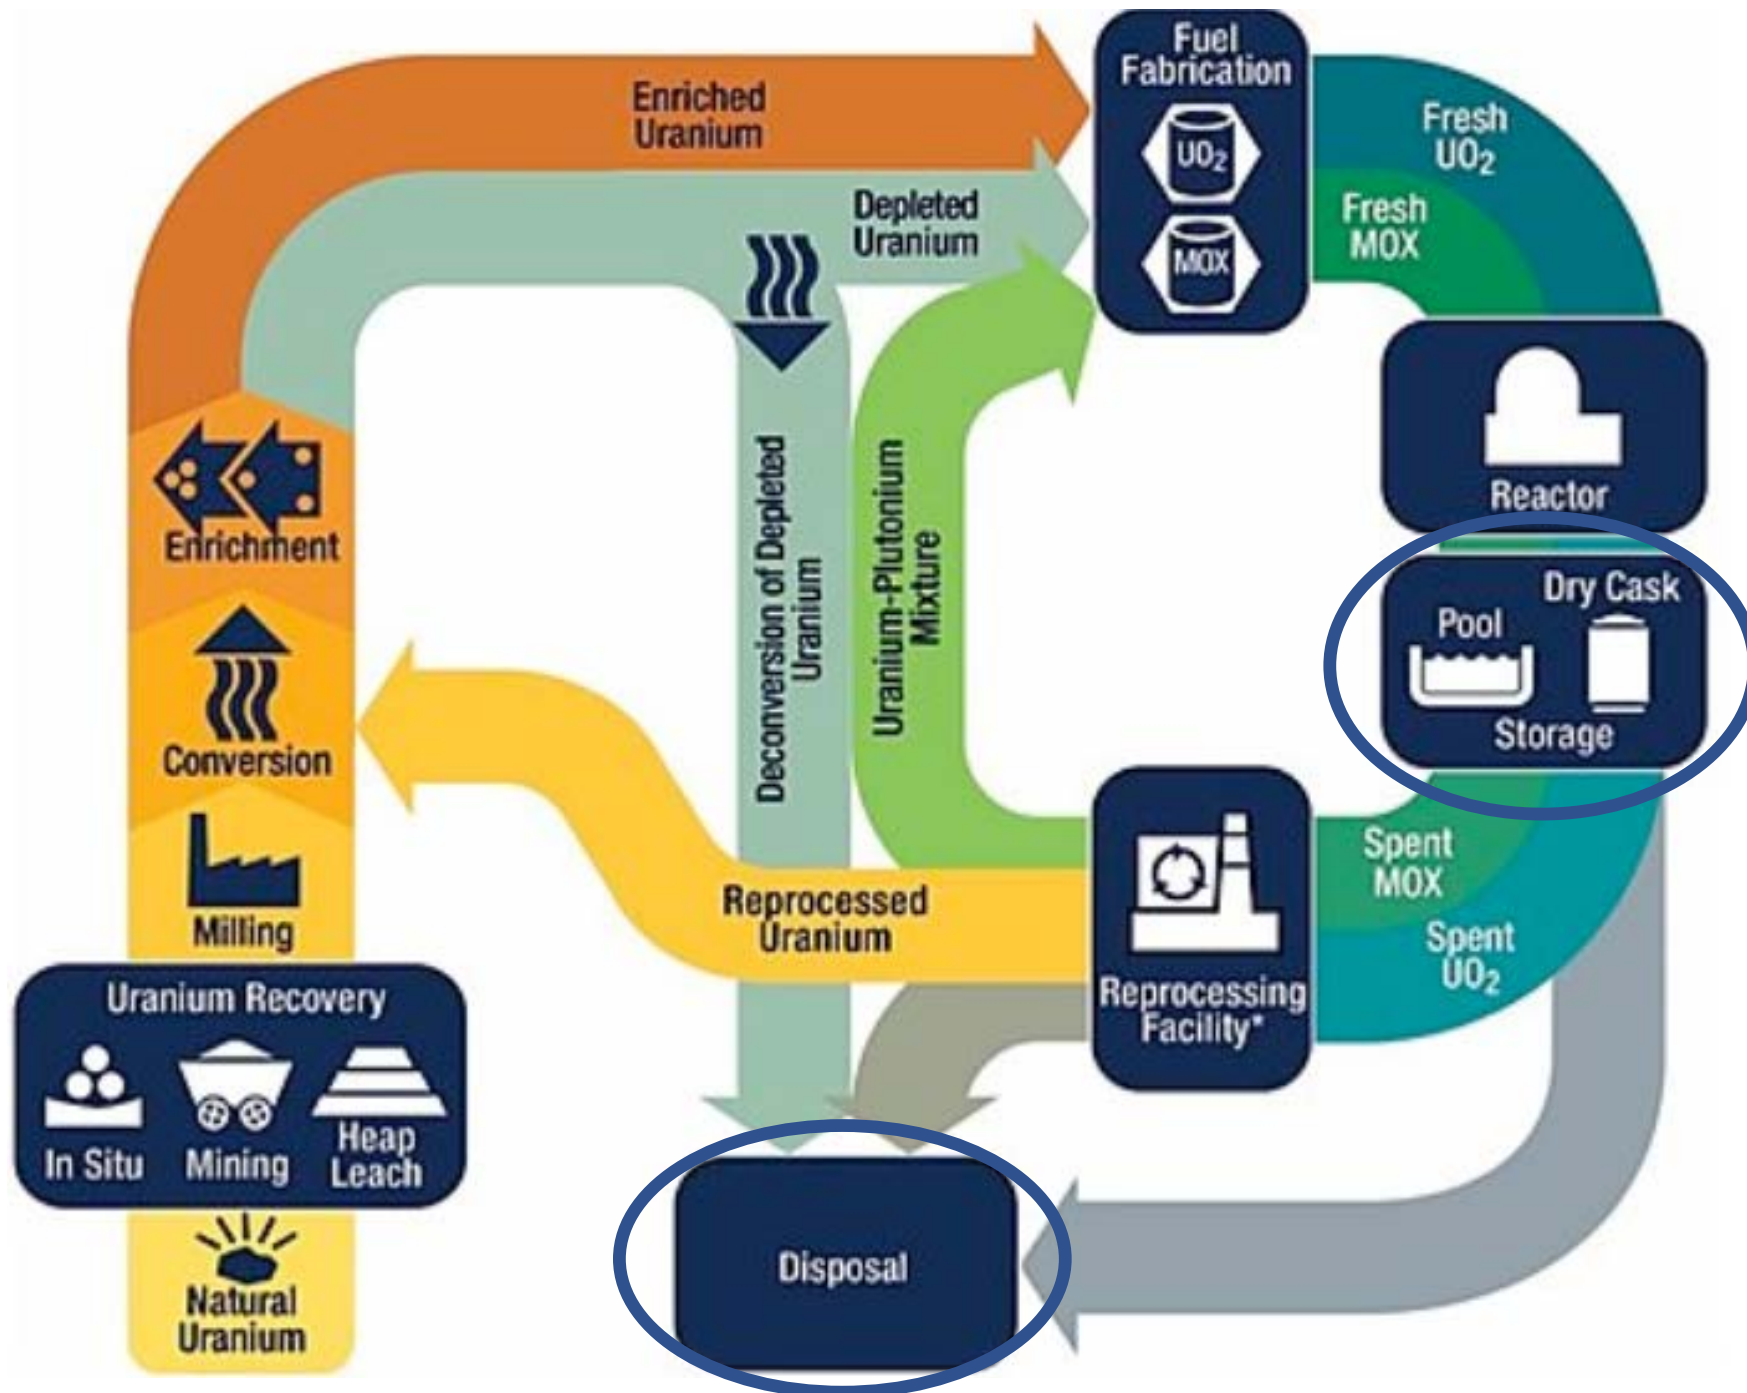 Fuel
Fabrication
UO2
MOX
Enriched
Uranium
Depleted
Uranium
Fresh
UO2
Fresh
MOX
Reactor
Dry Cask
Pool
Storage
Enrichment
Conversion
Milling
Deconversion of Depleted
Uranium
Uranium-Plutonium
Mixture
Spent
MOX
Spent
UO2
Reprocessed
Uranium
Reprocessing
Facility*
Uranium Recovery
In Situ
Mining
Heap
Leach
Natural
Uranium
Disposal